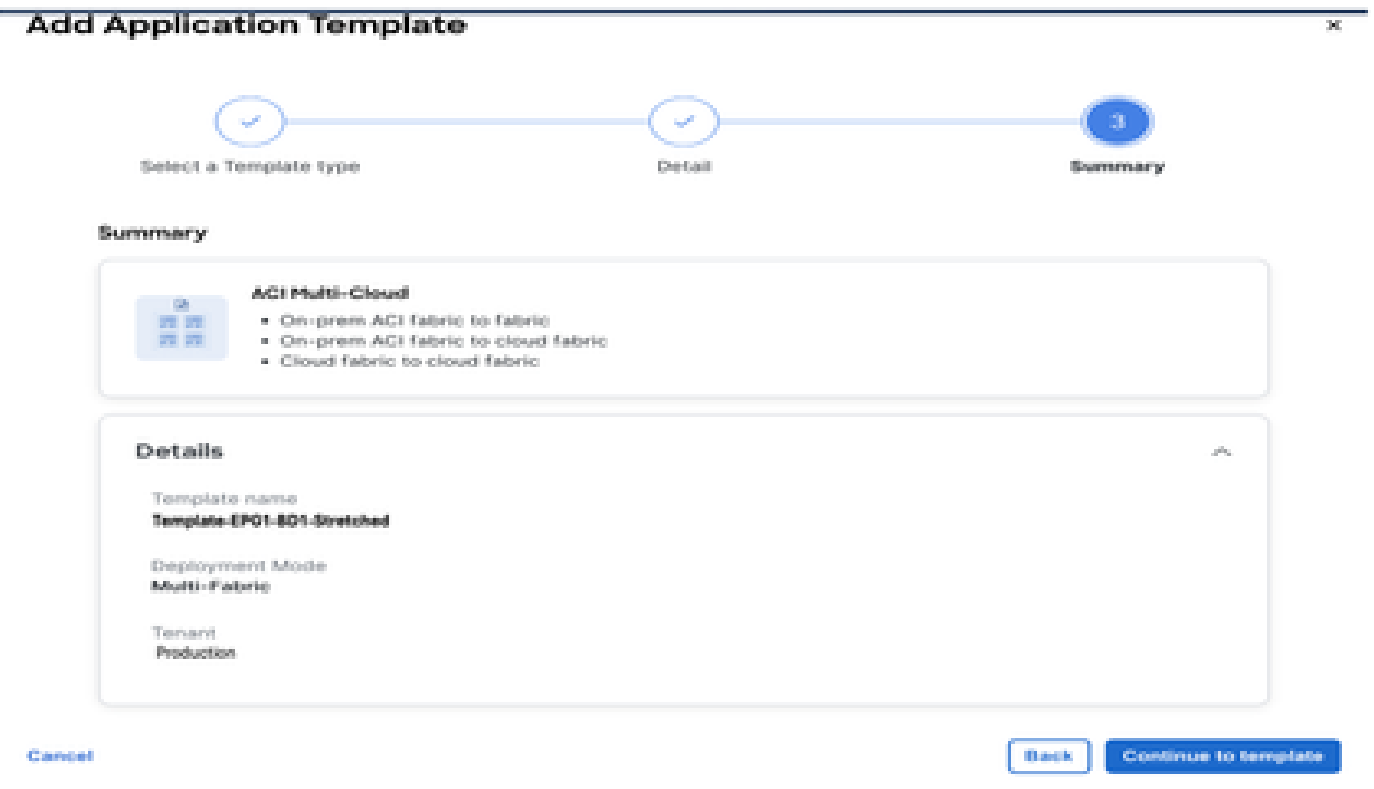 Add Application Template
×
3
Select a Template type
Detail
Summary
Summary
ACI Multi-Cloud
• On-prem ACI fabric to fabric
• On-prem ACI fabric to cloud fabric
• Cloud fabric to cloud fabric
Details
Template name
Template-EP01-BD1-Stretched
Deployment Mode
Multi-Fabric
Tenant
Production
Cancel
Back
Continue to template